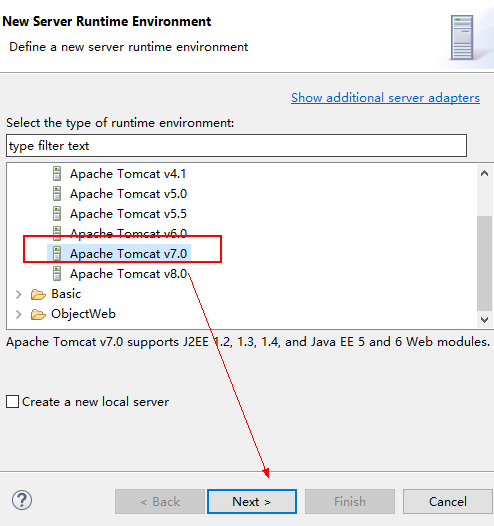 New Server Runtime Environment
Define a new server runtime environment
Show additional server adapters
Select the type of runtime environment:
type filter text
Apache Tomcat v4.1
Apache Tomcat v5.0
Apache Tomcat v5.5
Apache Tomcat v6.0
Apache Tomcat v7.0
Apache Tomcat v8.0
Basic
ObjectWeb
Apache Tomcat v7.0 supports J2EE 1.2, 1.3, 1.4, and Java EE 5 and 6 Web modules.
Create a new local server
? < Back Next > Finish Cancel